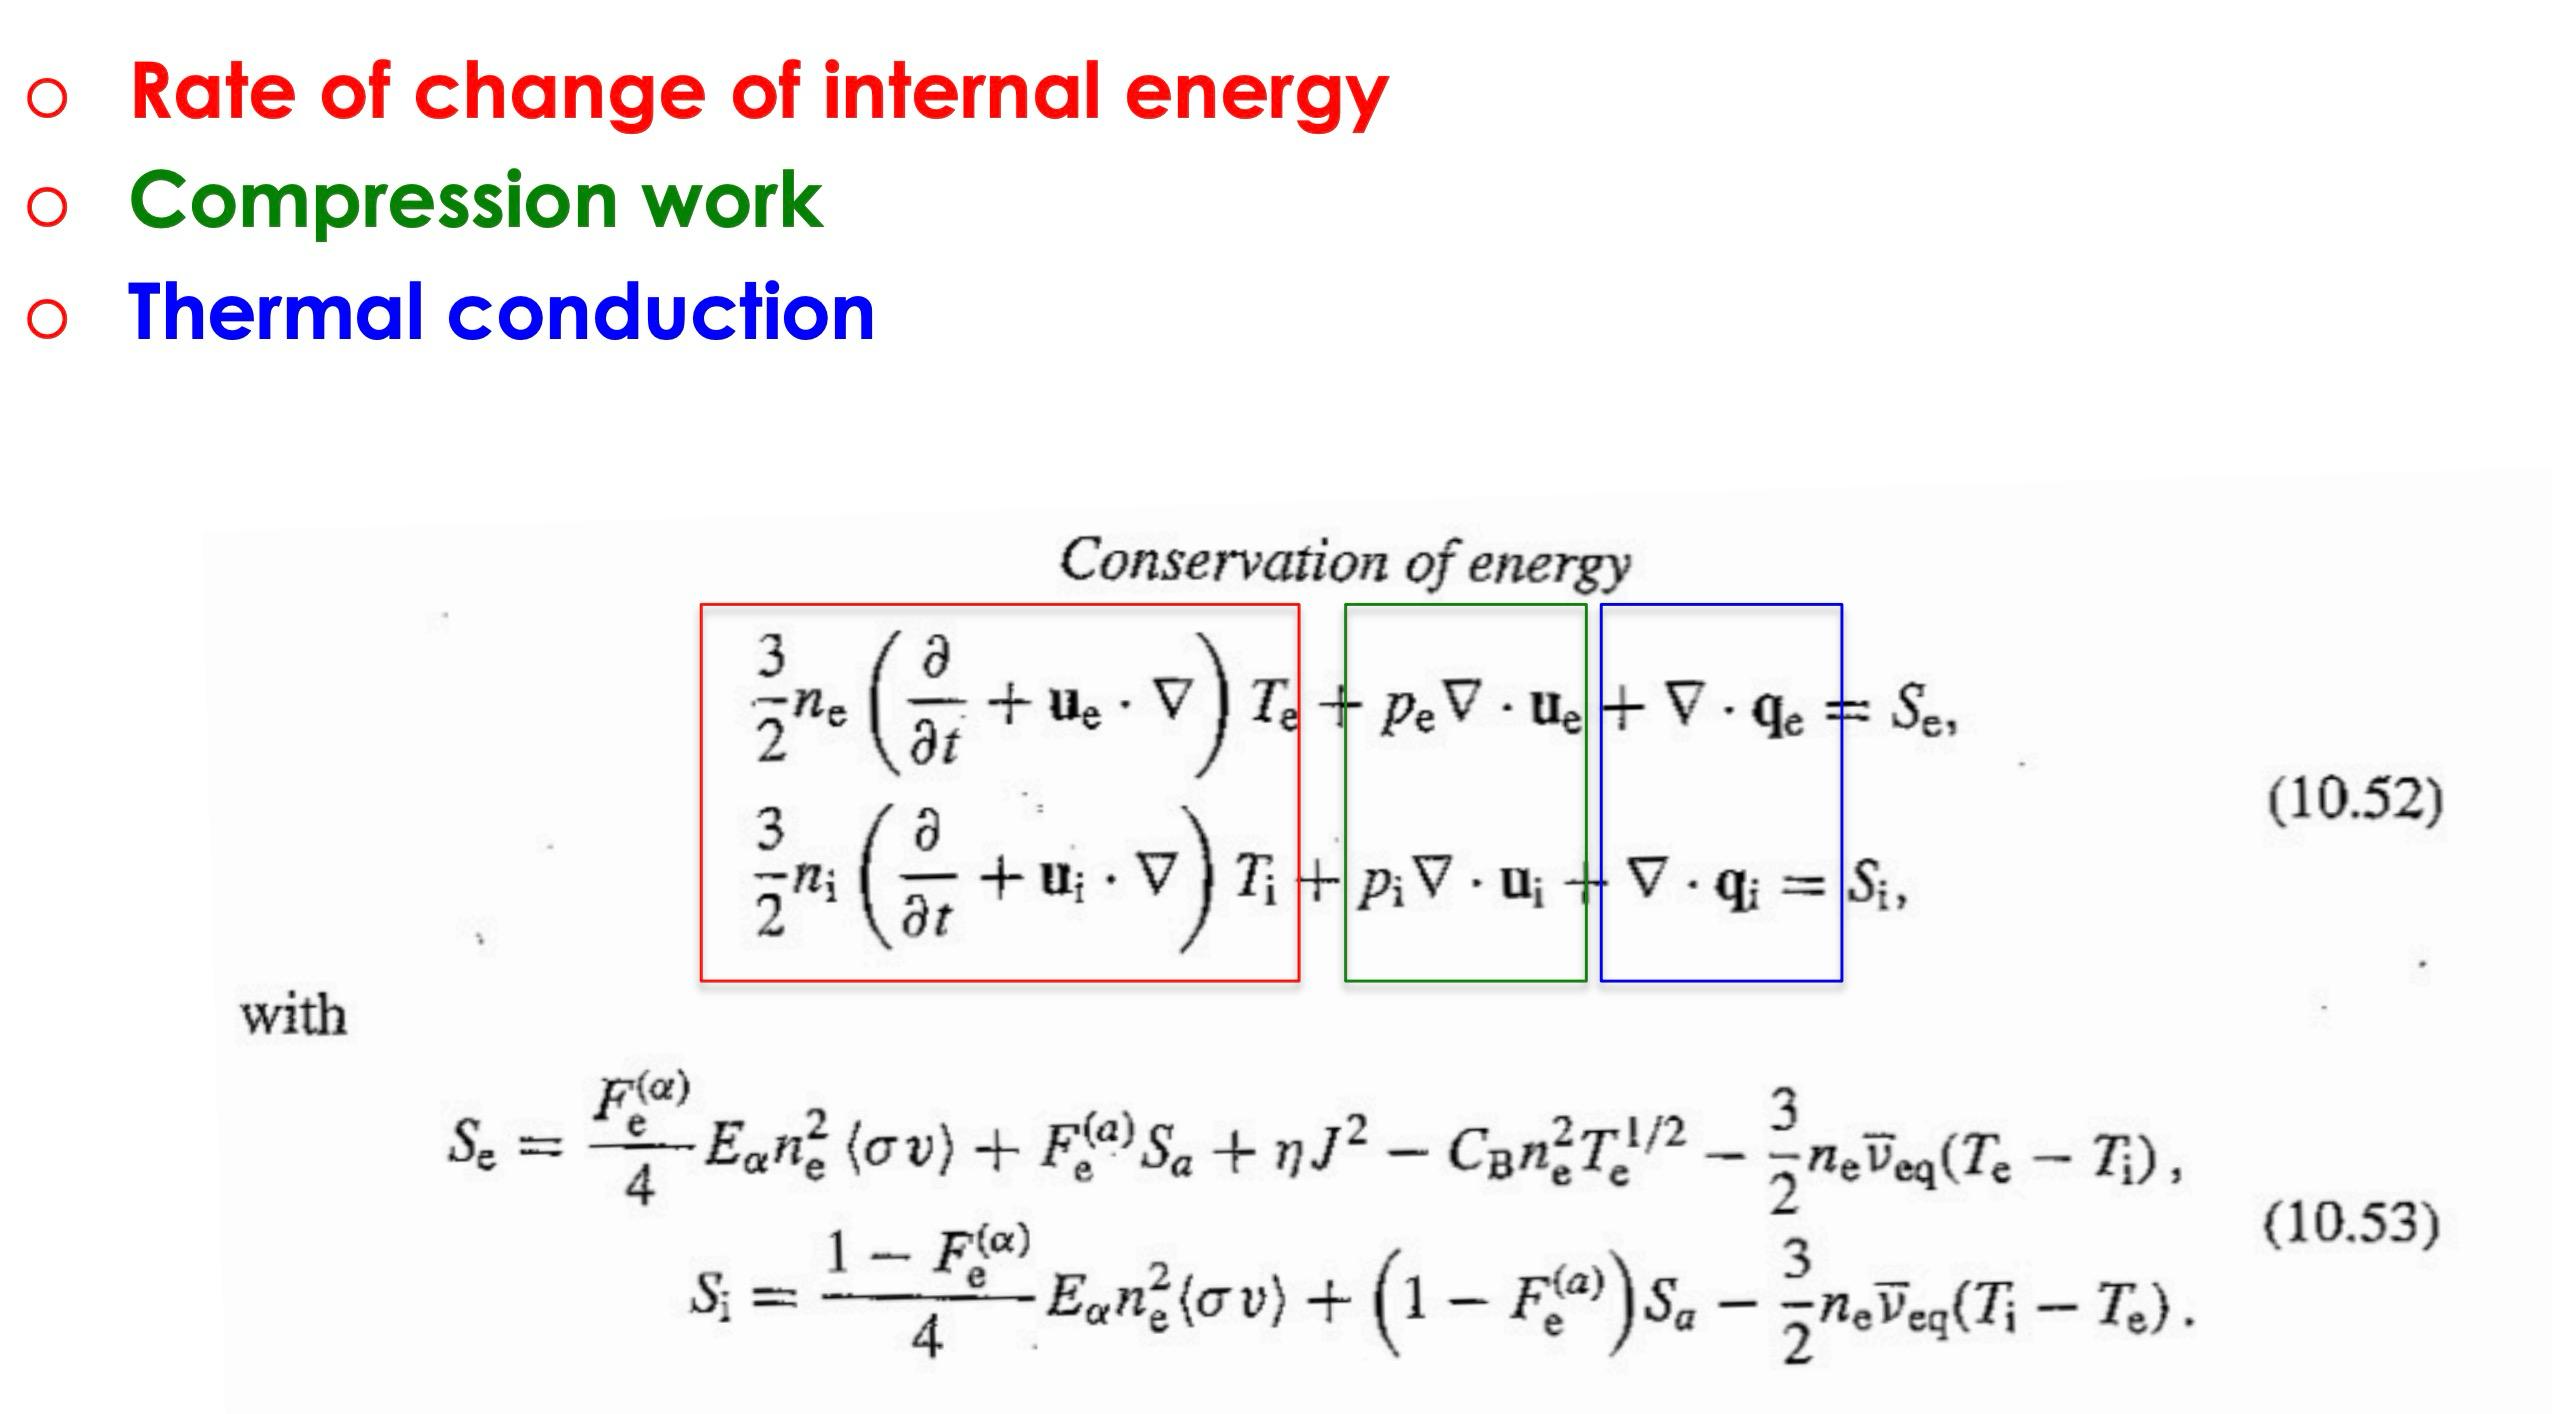 Rate of change of internal energy
Compression work
Thermal conduction
Conservation of energy
\frac{3}{2} n_e \left( \frac{\partial}{\partial t} + \mathbf{u}_e \cdot \nabla \right) T_e + p_e \nabla \cdot \mathbf{u}_e + \nabla \cdot \mathbf{q}_e = S_e,
(10.52)
\frac{3}{2} n_i \left( \frac{\partial}{\partial t} + \mathbf{u}_i \cdot \nabla \right) T_i + p_i \nabla \cdot \mathbf{u}_i + \nabla \cdot \mathbf{q}_i = S_i,
with
S_e = \frac{F_e^{(\alpha)}}{4} E_\alpha n_e^2 \langle \sigma v \rangle + F_e^{(a)} S_a + \eta J^2 - C_B n_e^2 T_e^{1/2} - \frac{3}{2} n_e \bar{\nu}_{eq} (T_e - T_i),
(10.53)
S_i = \frac{1 - F_e^{(\alpha)}}{4} E_\alpha n_e^2 \langle \sigma v \rangle + \left( 1 - F_e^{(a)} \right) S_a - \frac{3}{2} n_e \bar{\nu}_{eq} (T_i - T_e).